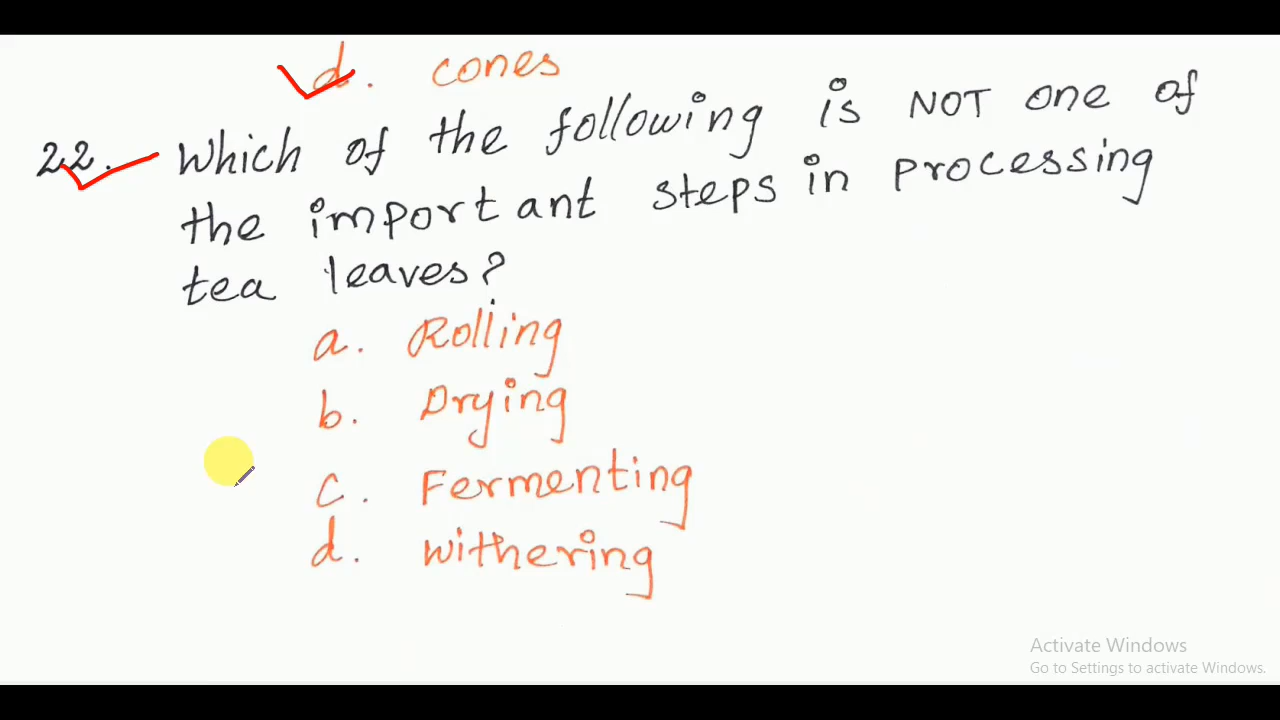 d. cones
22. Which of the following is NOT one of
the important steps in processing
tea leaves?
a. Rolling
b. Drying
c. Fermenting
d. withering
Activate Windows
Go to Settings to activate Windows.